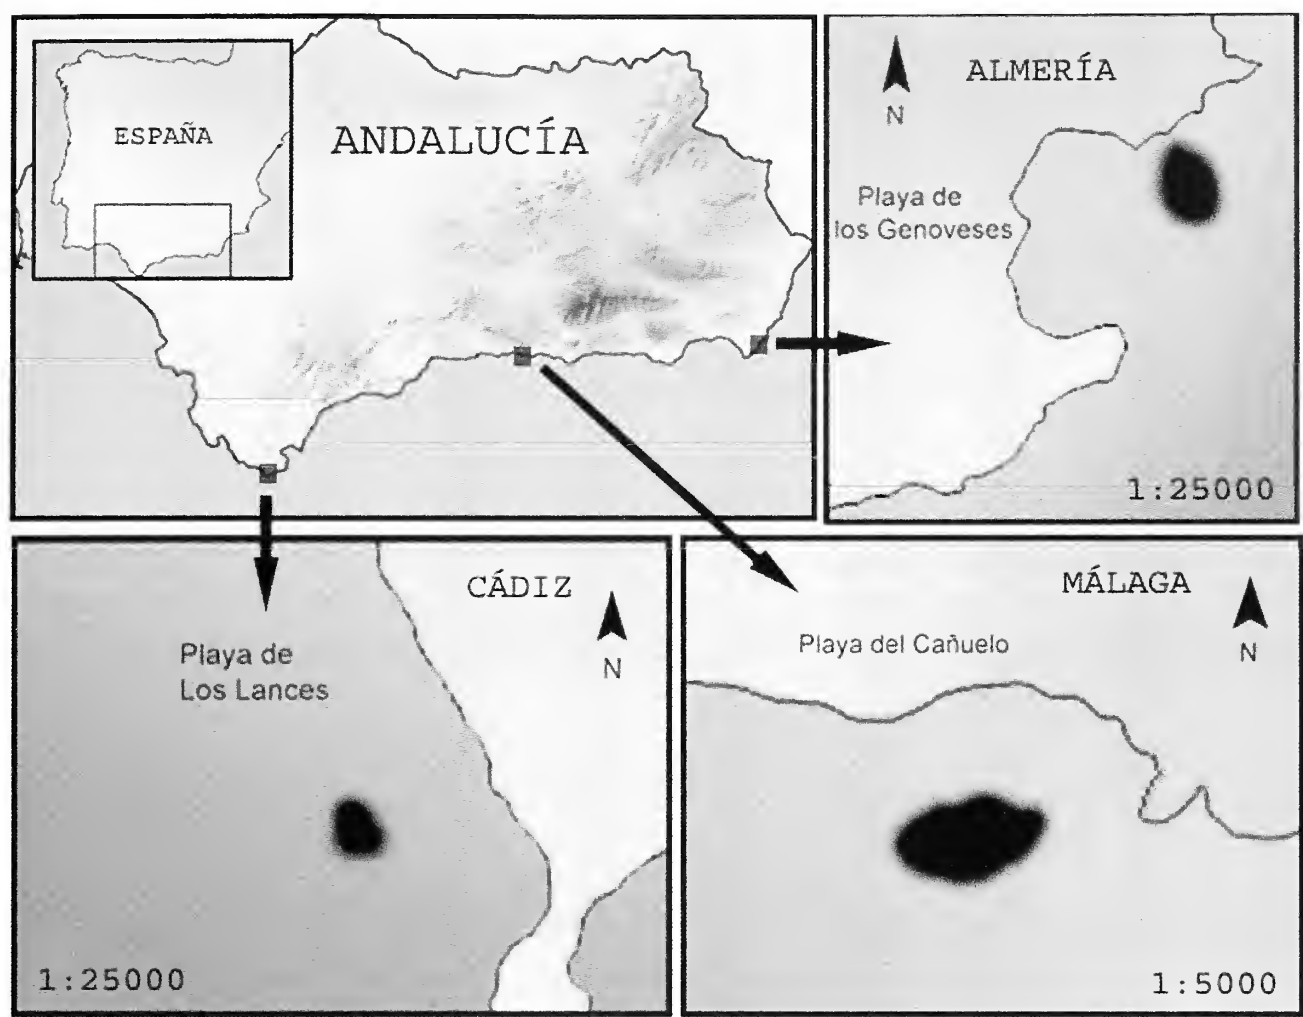 ESPAÑA
ANDALUCÍA
ALMERÍA
N
Playa de
los Genoveses
1:25000
CÁDIZ
N
Playa de
Los Lances
1:25000
MÁLAGA
Playa del Cañuelo
N
1:5000